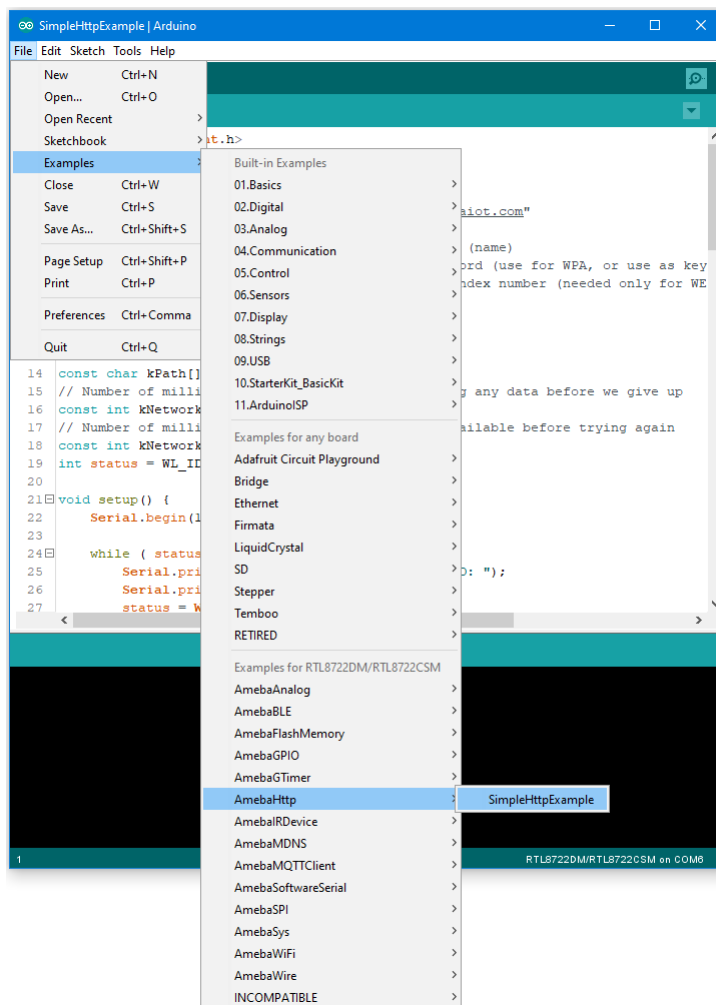 SimpleHttpExample | Arduino
File Edit Sketch Tools Help
New Ctrl+N
Open... Ctrl+O
Open Recent
Sketchbook
Examples
Close Ctrl+W
Save Ctrl+S
Save As... Ctrl+Shift+S
Page Setup Ctrl+Shift+P
Print Ctrl+P
Preferences Ctrl+Comma
Quit Ctrl+Q
Built-in Examples
01.Basics
02.Digital
03.Analog
04.Communication
05.Control
06.Sensors
07.Display
08.Strings
09.USB
10.StarterKit_BasicKit
11.ArduinoISP
Examples for any board
Adafruit Circuit Playground
Bridge
Ethernet
Firmata
LiquidCrystal
SD
Stepper
Temboo
RETIRED
Examples for RTL8722DM/RTL8722CSM
AmebaAnalog
AmebaBLE
AmebaFlashMemory
AmebaGPIO
AmebaGTimer
AmebaHttp
SimpleHttpExample
AmebaIRDevice
AmebaMDNS
AmebaMQTTClient
AmebaSoftwareSerial
AmebaSPI
AmebaSys
AmebaWiFi
AmebaWire
INCOMPATIBLE
nt.h>
aiot.com"
(name)
ord (use for WPA, or use as key
ndex number (needed only for WE
14 const char kPath[]
15 // Number of milli g any data before we give up
16 const int kNetwork
17 // Number of milli ailable before trying again
18 const int kNetwork
19 int status = WL_ID
20
21 void setup() {
22 Serial.begin(1
23
24 while ( status
25 Serial.pri D: ");
26 Serial.pri
27 status = W
1 RTL8722DM/RTL8722CSM on COM6